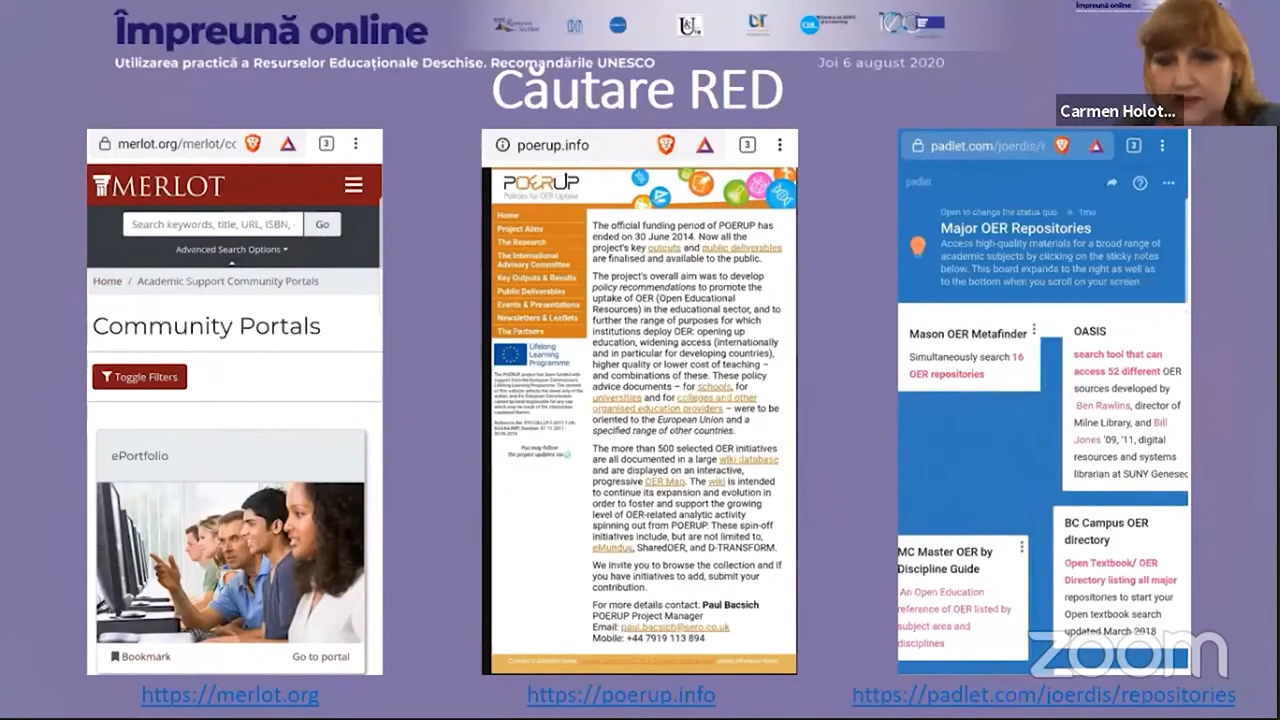 Împreună online
Împreună online
Utilizarea practică a Resurselor Educaționale Deschise. Recomandările UNESCO
Joi 6 august 2020
Căutare RED
Carmen Holot...
merlot.org/merlot/cc
3
MERLOT
Search keywords, title, URL, ISBN,
Go
Advanced Search Options
Home / Academic Support Community Portals
Community Portals
Toggle Filters
ePortfolio
Bookmark
Go to portal
https://merlot.org
poerup.info
3
POERUP
Policies for OER Uptake
Home
Project Aims
The Research
The International
Advisory Committee
Key Outputs & Results
Public Deliverables
Events & Presentations
Newsletters & Leaflets
The Partners
Lifelong
Learning
Programme
You may follow
the project updates via
The official funding period of POERUP has
ended on 30 June 2014. Now all the
project's key outputs and public deliverables
are finalised and available to the public.
The project's overall aim was to develop
policy recommendations to promote the
uptake of OER (Open Educational
Resources) in the educational sector, and to
further the range of purposes for which
institutions deploy OER: opening up
education, widening access (internationally
and in particular for developing countries),
higher quality or lower cost of teaching –
and combinations of these. These policy
advice documents – for schools, for
universities and for colleges and other
organised education providers – were to be
oriented to the European Union and a
specified range of other countries.
The more than 500 selected OER initiatives
are all documented in a large wiki database
and are displayed on an interactive,
progressive OER Map. The wiki is intended
to continue its expansion and evolution in
order to foster and support the growing
level of OER-related analytic activity
spinning out from POERUP. These spin-off
initiatives include, but are not limited to,
eMundus, SharedOER, and D-TRANSFORM.
We invite you to browse the collection and if
you have initiatives to add, submit your
contribution.
For more details contact: Paul Bacsich
POERUP Project Manager
Email: paul.bacsich@sero.co.uk
Mobile: +44 7919 113 894
https://poerup.info
padlet.com/joerdis/r
3
padlet
Open to change the status quo 1mo
Major OER Repositories
Access high-quality materials for a broad range of
academic subjects by clicking on the sticky notes
below. This board expands to the right as well as
to the bottom when you scroll on your screen.
Mason OER Metafinder
Simultaneously search 16
OER repositories
OASIS
search tool that can
access 52 different OER
sources developed by
Ben Rawlins, director of
Milne Library, and Bill
Jones '09, '11, digital
resources and systems
librarian at SUNY Genesec
MC Master OER by
Discipline Guide
An Open Education
reference of OER listed by
subject area and
disciplines
BC Campus OER
directory
Open Textbook/ OER
Directory listing all major
repositories to start your
Open textbook search
updated March 2018
zoom
https://padlet.com/joerdis/repositories